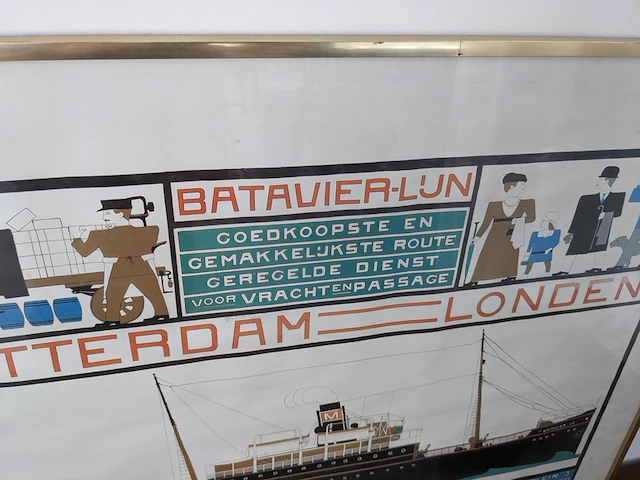 BATAVIER-LIJN
GOEDKOOPSTE EN
GEMAKKELIJKSTE ROUTE
GEREGELDE DIENST
VOOR VRACHT EN PASSAGE
TTERDAM LONDEN
M